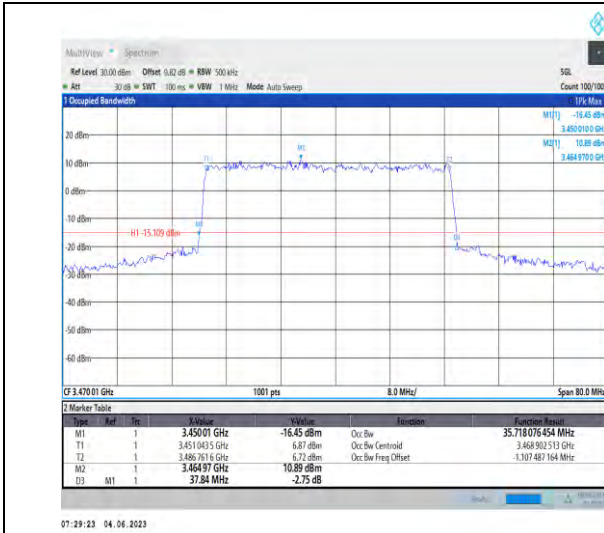 MultiView Spectrum
Ref Level 30.00 dBm Offset 9.82 dB RBW 500 kHz SGL
Att 30 dB SWT 100 ms VBW 1 MHz Mode Auto Sweep Count 100/100
1 Occupied Bandwidth 1Pk Max
M1[1] -16.45 dBm
3.450 010 0 GHz
M2[1] 10.89 dBm
3.464 970 0 GHz
20 dBm
M2
10 dBm
0 dBm
-10 dBm
H1 -15.109 dBm
-20 dBm
-30 dBm
-40 dBm
-50 dBm
-60 dBm
CF 3.470 01 GHz 1001 pts 8.0 MHz/ Span 80.0 MHz
2 Marker Table
Type Ref Trc X-Value Y-Value Function Function Result
M1 1 3.450 01 GHz -16.45 dBm Occ Bw 35.718 076 454 MHz
T1 1 3.451 043 5 GHz 6.87 dBm Occ Bw Centroid 3.468 902 513 GHz
T2 1 3.486 761 6 GHz 6.72 dBm Occ Bw Freq Offset -1.107 487 164 MHz
M2 1 3.464 97 GHz 10.89 dBm
D3 M1 1 37.84 MHz -2.75 dB
07:29:23 04.06.2023